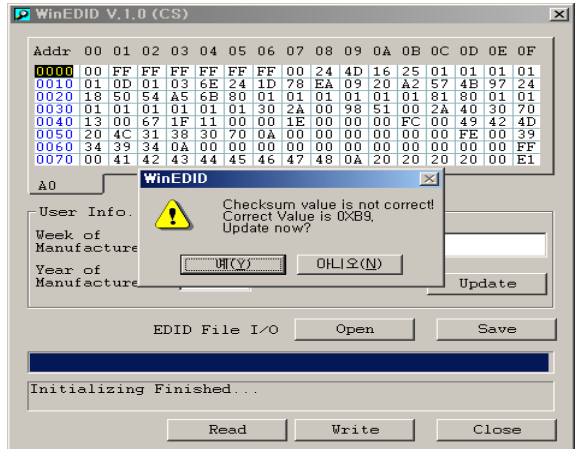 WinEDID V.1.0 (CS)
Addr 00 01 02 03 04 05 06 07 08 09 0A 0B 0C 0D 0E 0F
0000 00 FF FF FF FF FF FF 00 24 4D 16 25 01 01 01 01
0010 01 0D 01 03 6E 24 1D 78 EA 09 20 A2 57 4B 97 24
0020 18 50 54 A5 6B 80 01 01 01 01 01 01 81 80 01 01
0030 01 01 01 01 01 01 01 30 2A 00 98 51 00 2A 40 30 70
0040 13 00 67 1F 11 00 00 1E 00 00 00 FC 00 49 42 4D
0050 20 4C 31 38 30 70 0A 00 00 00 00 00 00 FE 00 39
0060 34 39 34 0A 00 00 00 00 00 00 00 00 00 00 00 FF
0070 00 41 42 43 44 45 46 47 48 0A 20 20 20 20 00 E1
A0
WinEDID
Checksum value is not correct!
Correct Value is 0XB9,
Update now?
예(Y)
아니오(N)
User Info.
Week of
Manufacture
Year of
Manufacture
Update
EDID File I/O
Open
Save
Initializing Finished...
Read
Write
Close